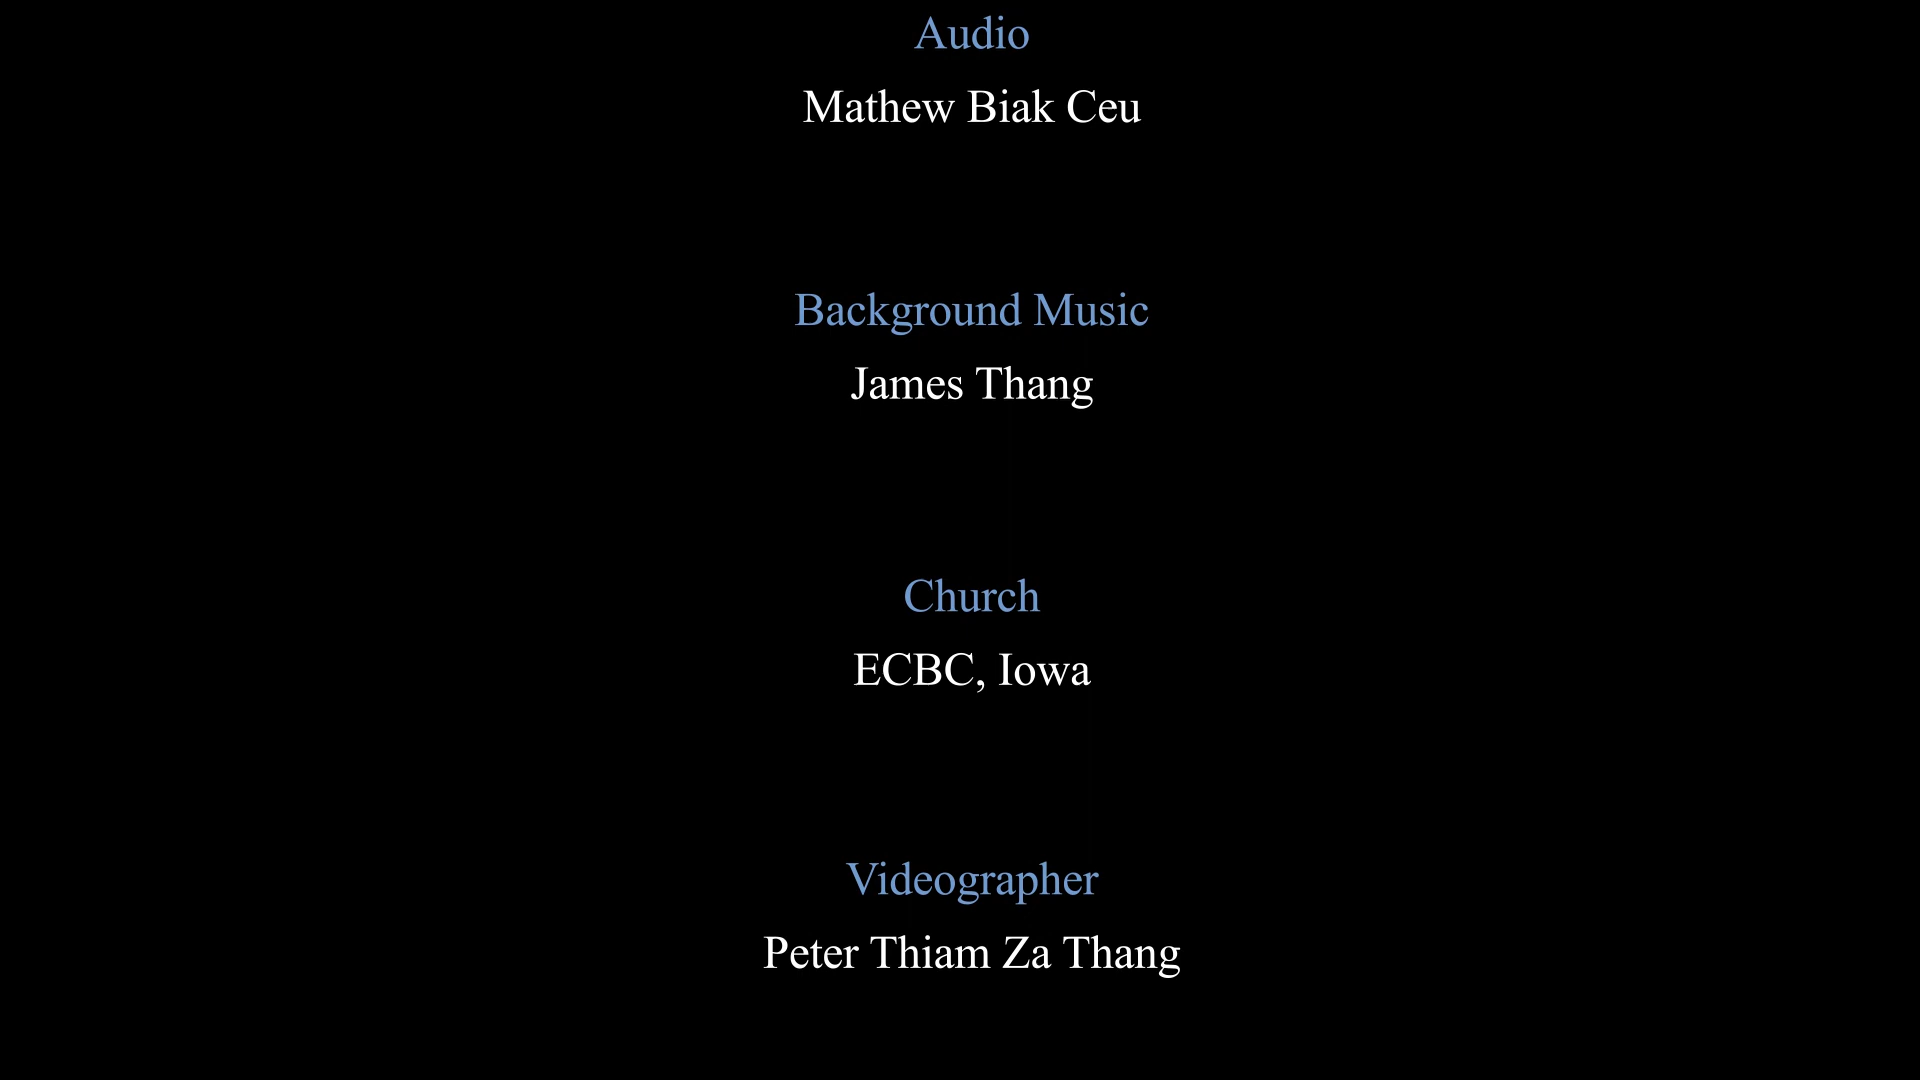 Audio
Mathew Biak Ceu
Background Music
James Thang
Church
ECBC, Iowa
Videographer
Peter Thiam Za Thang